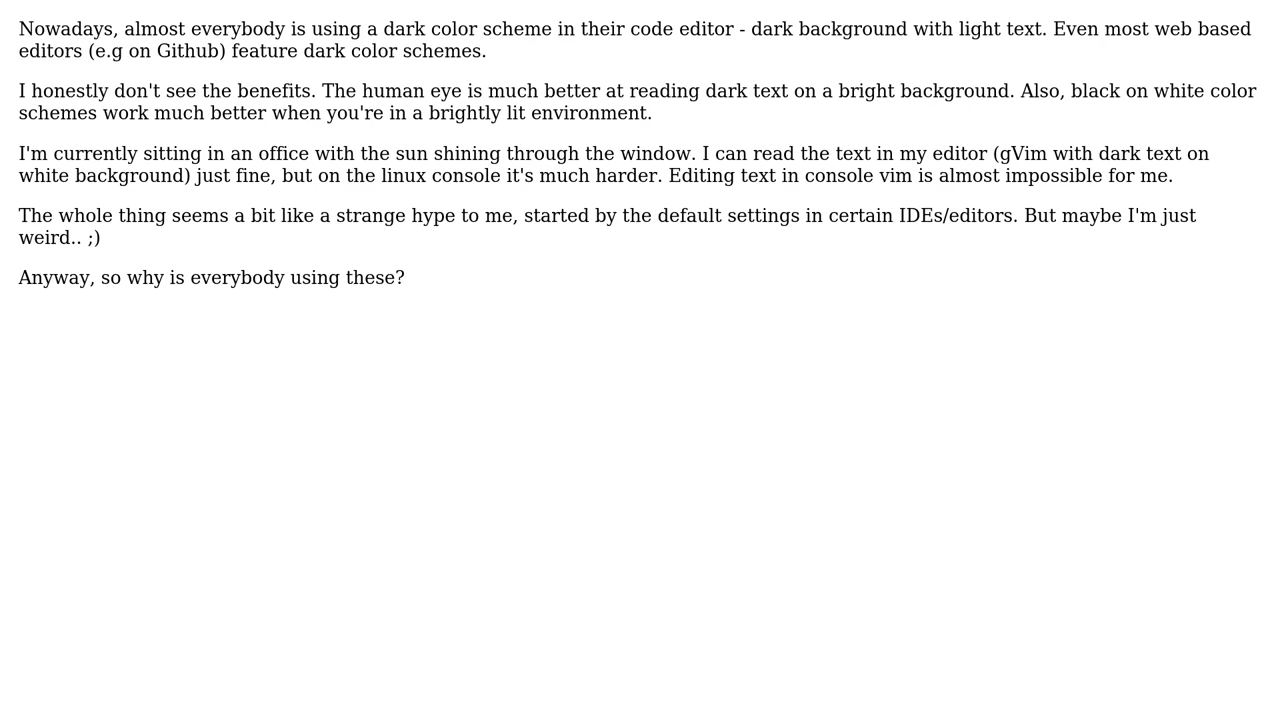 Nowadays, almost everybody is using a dark color scheme in their code editor - dark background with light text. Even most web based
editors (e.g on Github) feature dark color schemes.
I honestly don't see the benefits. The human eye is much better at reading dark text on a bright background. Also, black on white color
schemes work much better when you're in a brightly lit environment.
I'm currently sitting in an office with the sun shining through the window. I can read the text in my editor (gVim with dark text on
white background) just fine, but on the linux console it's much harder. Editing text in console vim is almost impossible for me.
The whole thing seems a bit like a strange hype to me, started by the default settings in certain IDEs/editors. But maybe I'm just
weird.. ;)
Anyway, so why is everybody using these?